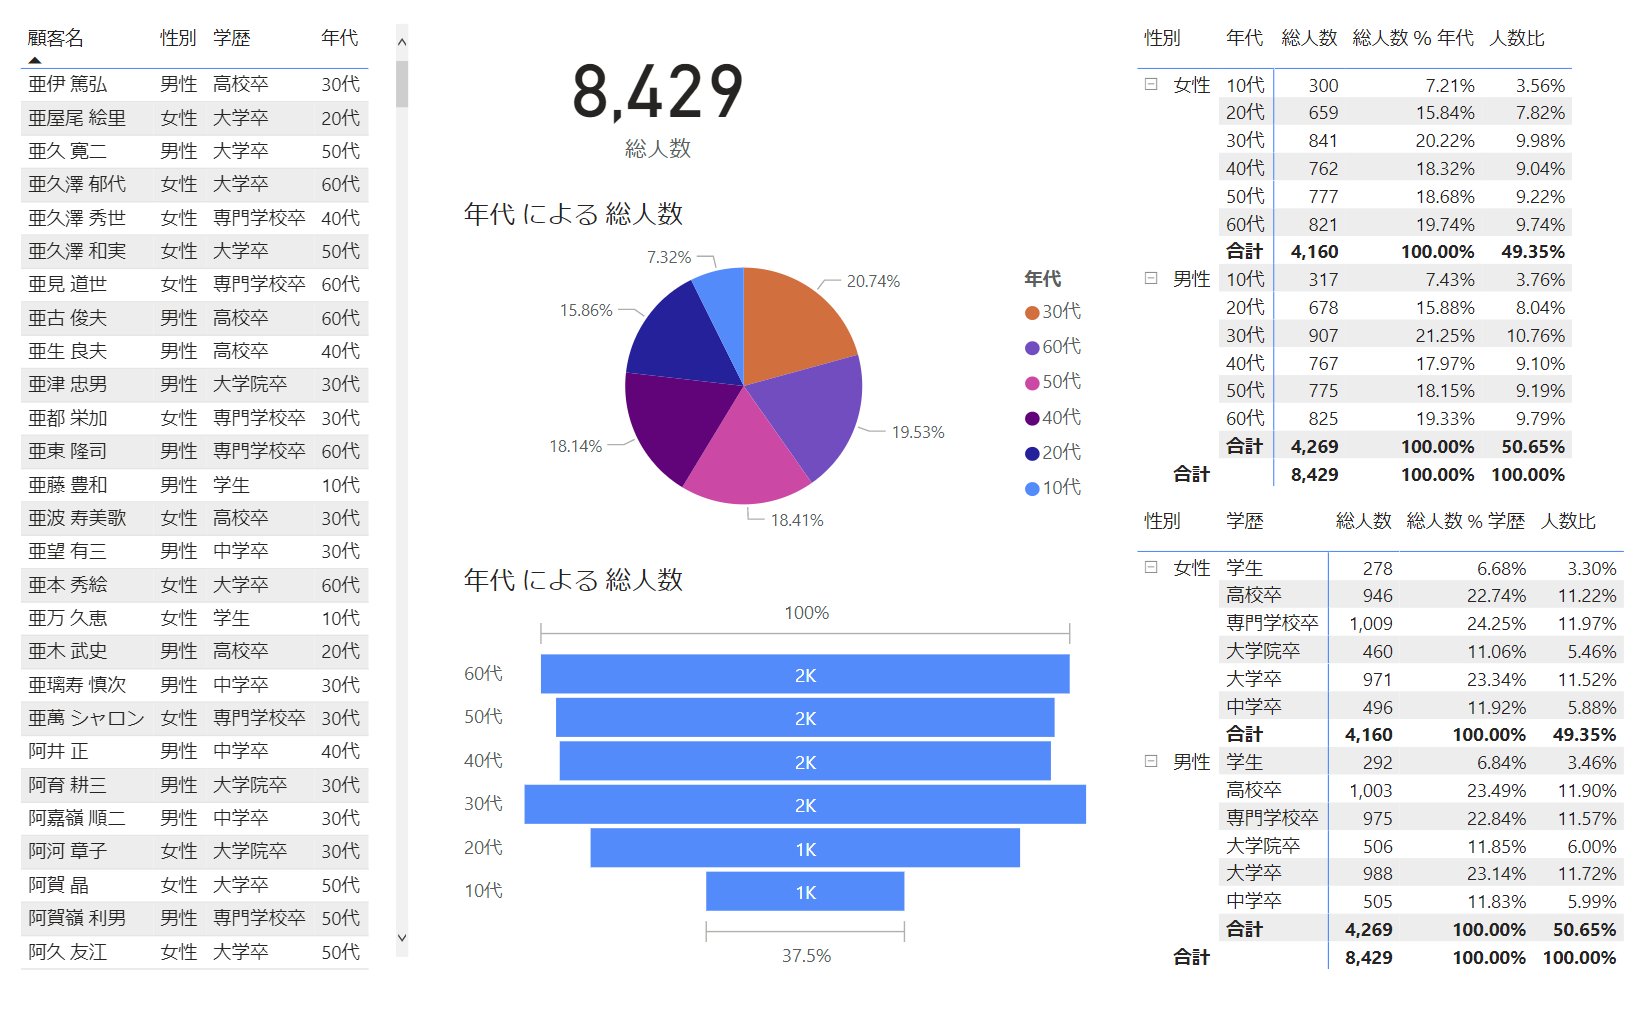 顧客名 性別 学歴 年代
亜伊 篤弘 男性 高校卒 30代
亜屋尾 絵里 女性 大学卒 20代
亜久 寛二 男性 大学卒 50代
亜久澤 郁代 女性 大学卒 60代
亜久澤 秀世 女性 専門学校卒 40代
亜久澤 和実 女性 大学卒 50代
亜見 道世 女性 専門学校卒 60代
亜古 俊夫 男性 高校卒 60代
亜生 良夫 男性 高校卒 40代
亜津 忠男 男性 大学院卒 30代
亜都 栄加 女性 専門学校卒 30代
亜東 隆司 男性 専門学校卒 60代
亜藤 豊和 男性 学生 10代
亜波 寿美歌 女性 高校卒 30代
亜望 有三 男性 中学卒 30代
亜本 秀絵 女性 大学卒 60代
亜万 久恵 女性 学生 10代
亜木 武史 男性 高校卒 20代
亜璃寿 慎次 男性 中学卒 30代
亜萬 シャロン 女性 専門学校卒 30代
阿井 正 男性 中学卒 40代
阿育 耕三 男性 大学院卒 30代
阿嘉嶺 順二 男性 中学卒 30代
阿河 章子 女性 大学院卒 30代
阿賀 晶 女性 大学卒 50代
阿賀嶺 利男 男性 専門学校卒 50代
阿久 友江 女性 大学卒 50代
8,429
総人数
年代 による 総人数
7.32%
20.74%
15.86%
19.53%
18.14%
18.41%
年代
30代
60代
50代
40代
20代
10代
年代 による 総人数
100%
60代 2K
50代 2K
40代 2K
30代 2K
20代 1K
10代 1K
37.5%
性別 年代 総人数 総人数 % 年代 人数比
女性 10代 300 7.21% 3.56%
20代 659 15.84% 7.82%
30代 841 20.22% 9.98%
40代 762 18.32% 9.04%
50代 777 18.68% 9.22%
60代 821 19.74% 9.74%
合計 4,160 100.00% 49.35%
男性 10代 317 7.43% 3.76%
20代 678 15.88% 8.04%
30代 907 21.25% 10.76%
40代 767 17.97% 9.10%
50代 775 18.15% 9.19%
60代 825 19.33% 9.79%
合計 4,269 100.00% 50.65%
合計 8,429 100.00% 100.00%
性別 学歴 総人数 総人数 % 学歴 人数比
女性 学生 278 6.68% 3.30%
高校卒 946 22.74% 11.22%
専門学校卒 1,009 24.25% 11.97%
大学院卒 460 11.06% 5.46%
大学卒 971 23.34% 11.52%
中学卒 496 11.92% 5.88%
合計 4,160 100.00% 49.35%
男性 学生 292 6.84% 3.46%
高校卒 1,003 23.49% 11.90%
専門学校卒 975 22.84% 11.57%
大学院卒 506 11.85% 6.00%
大学卒 988 23.14% 11.72%
中学卒 505 11.83% 5.99%
合計 4,269 100.00% 50.65%
合計 8,429 100.00% 100.00%